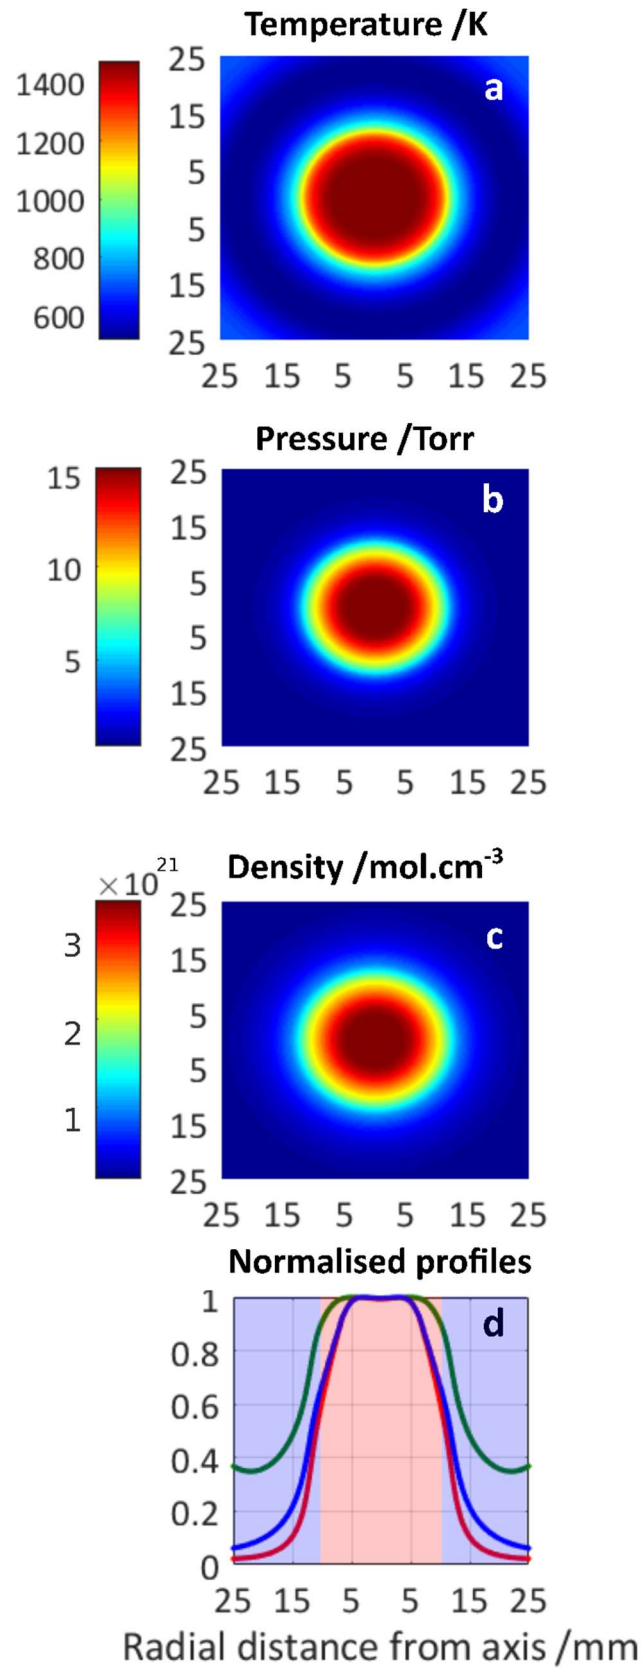 Temperature /K
1400
1200
1000
800
600
25
15
5
5
15
25
a
25 15 5 5 15 25
Pressure /Torr
15
10
5
25
15
5
5
15
25
b
25 15 5 5 15 25
×10²¹ Density /mol.cm⁻³
3
2
1
25
15
5
5
15
25
c
25 15 5 5 15 25
Normalised profiles
1
0.8
0.6
0.4
0.2
0
d
25 15 5 5 15 25
Radial distance from axis /mm